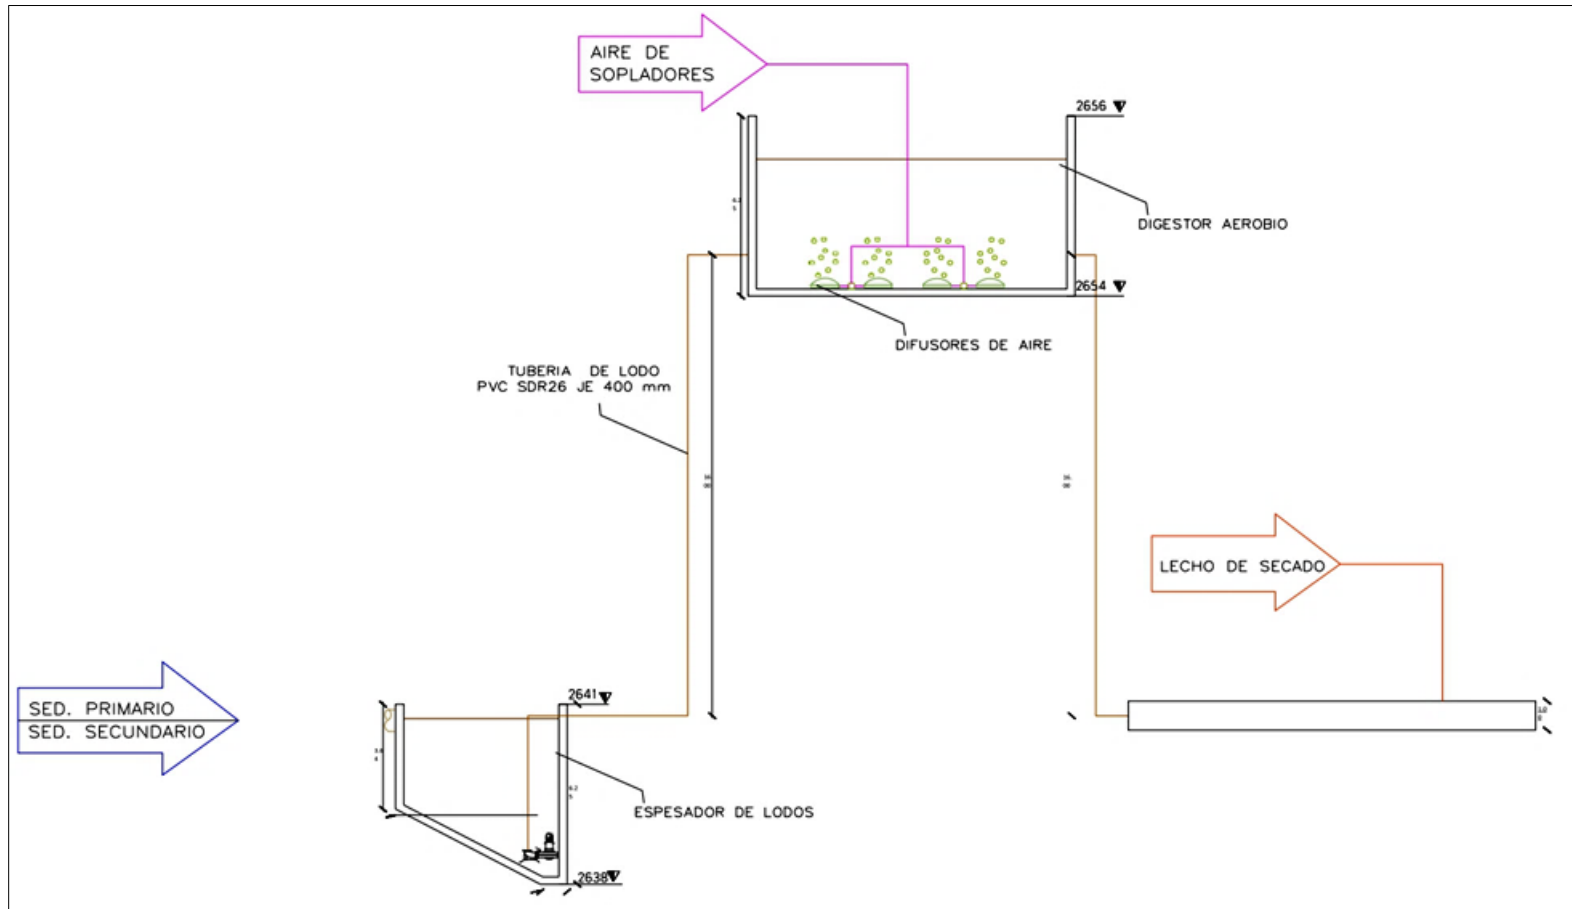 AIRE DE
SOPLADORES
2656
DIGESTOR AEROBIO
2654
DIFUSORES DE AIRE
TUBERIA DE LODO
PVC SDR26 JE 400 mm
LECHO DE SECADO
SED. PRIMARIO
SED. SECUNDARIO
2641
ESPESADOR DE LODOS
2638